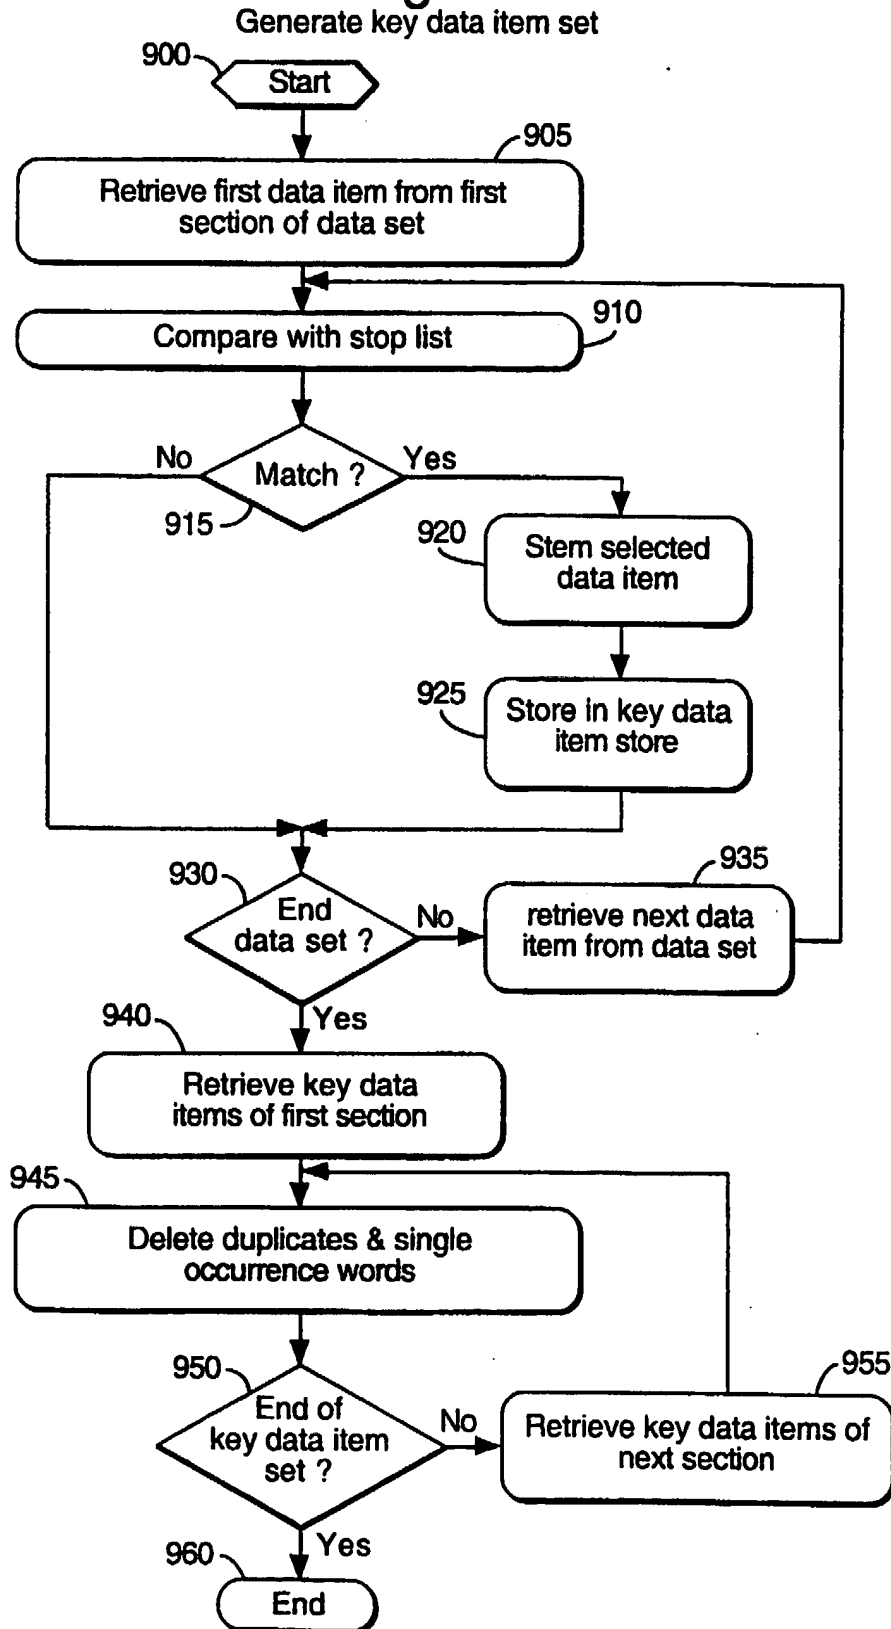 Generate key data item set
900
Start
905
Retrieve first data item from first
section of data set
910
Compare with stop list
No
Match ?
Yes
915
920
Stem selected
data item
925
Store in key data
item store
930
End
data set ?
No
935
retrieve next data
item from data set
Yes
940
Retrieve key data
items of first section
945
Delete duplicates & single
occurrence words
950
End of
key data item
set ?
No
955
Retrieve key data items of
next section
Yes
960
End